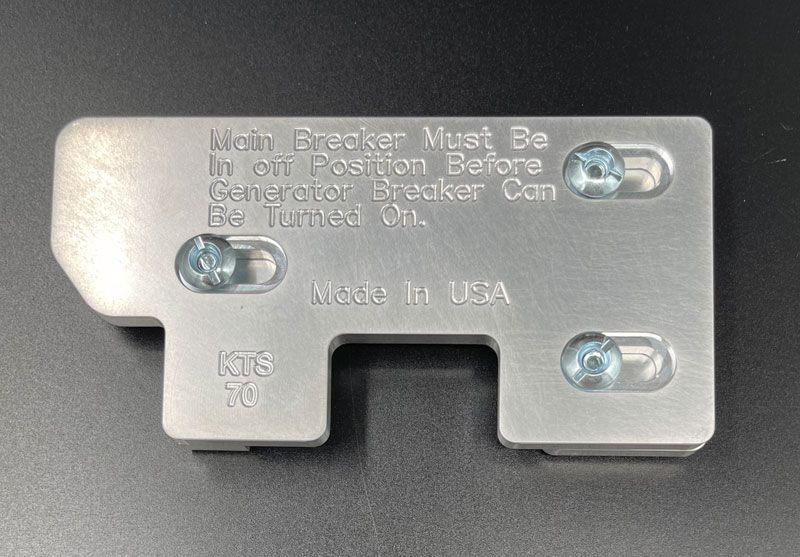 Main Breaker Must Be
In off Position Before
Generator Breaker Can
Be Turned On.
Made In USA
KTS
70